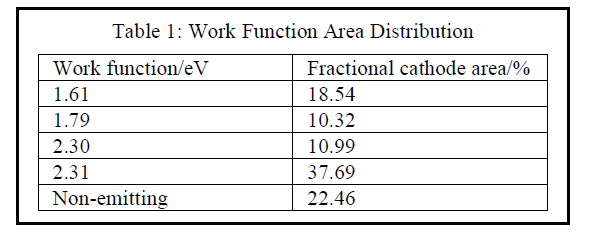 Table 1: Work Function Area Distribution
Work function/eV Fractional cathode area/%
1.61 18.54
1.79 10.32
2.30 10.99
2.31 37.69
Non-emitting 22.46